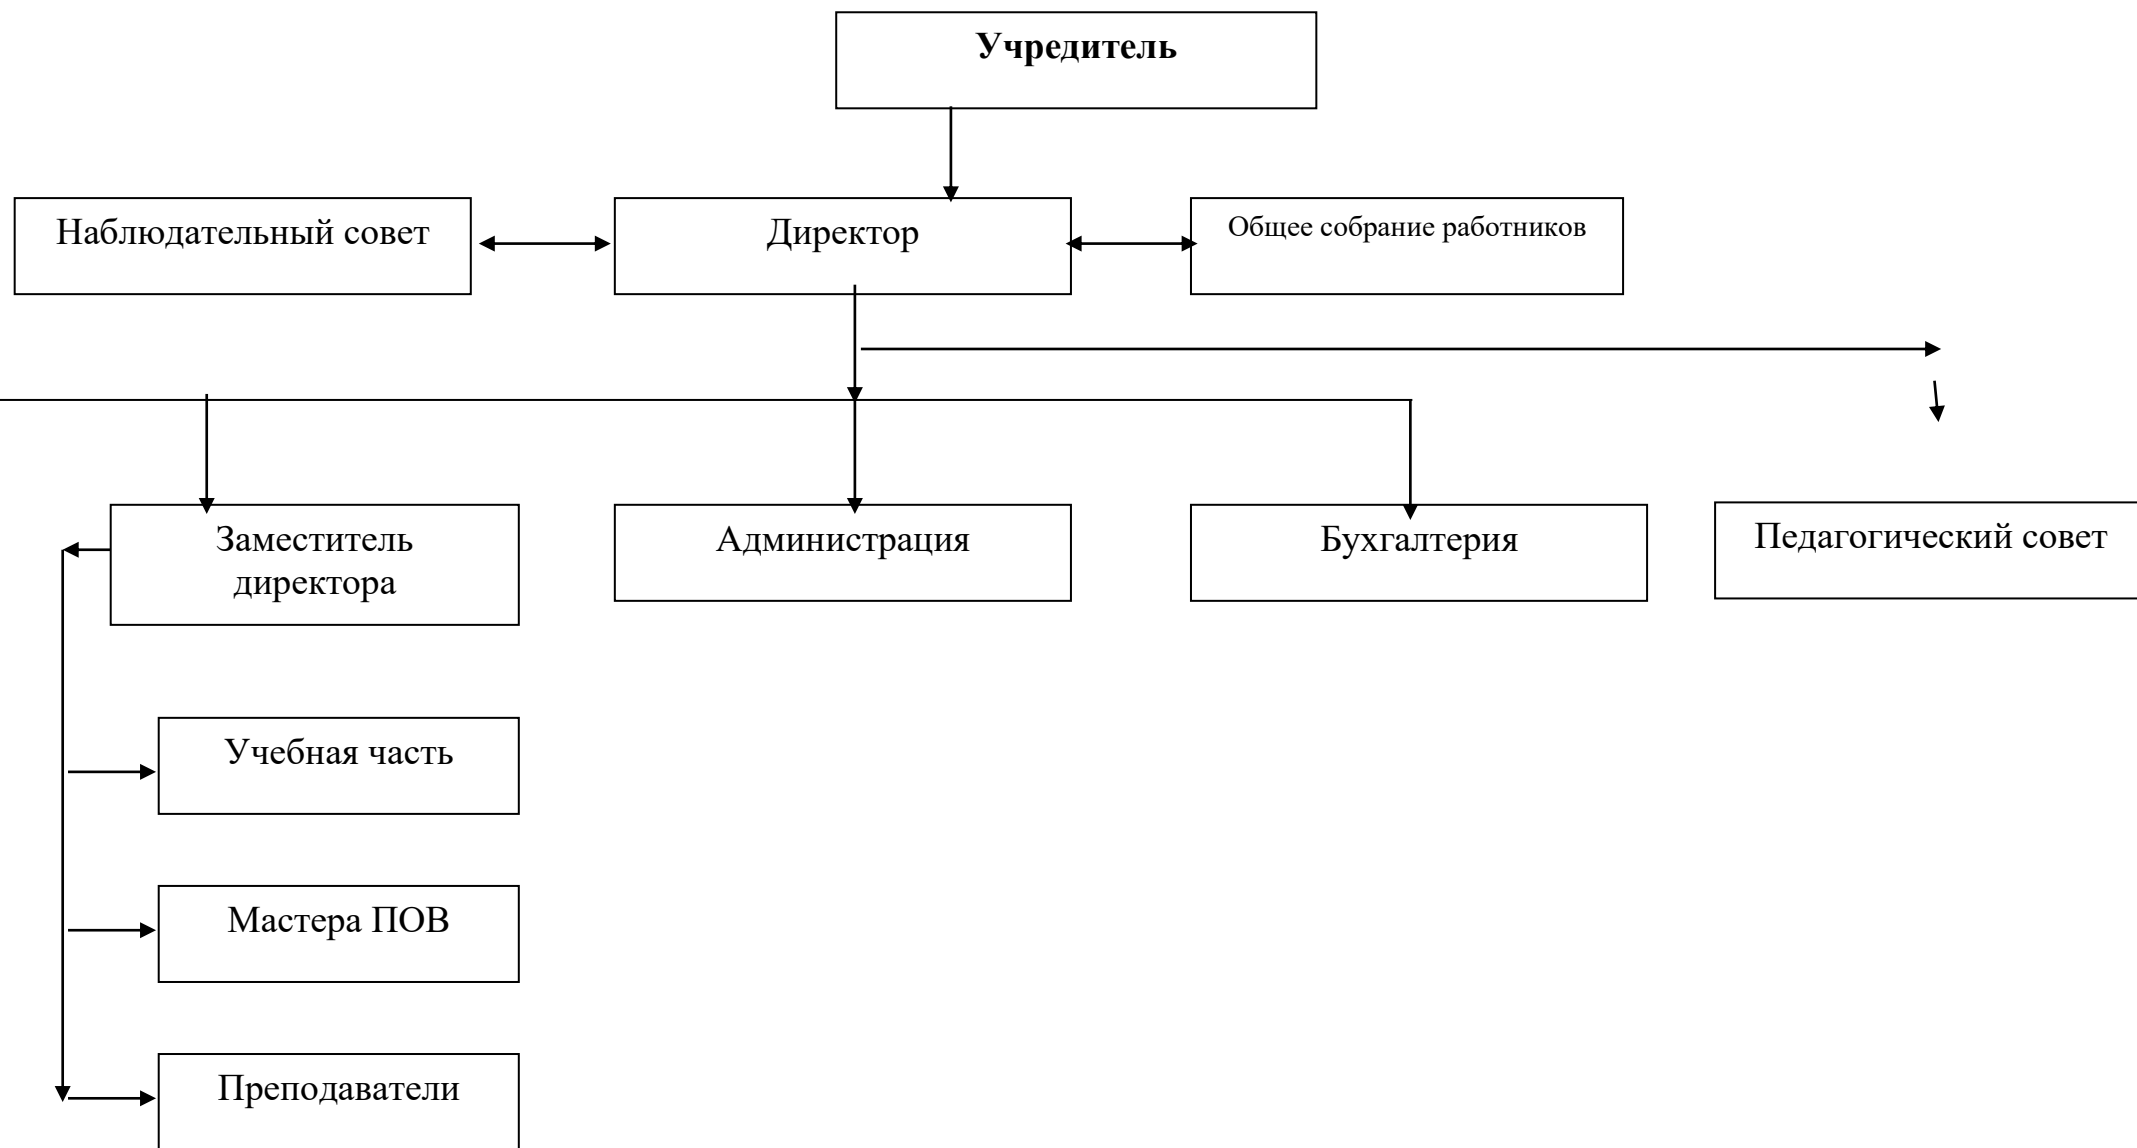 Учредитель
Наблюдательный совет
Директор
Общее собрание работников
Заместитель
директора
Администрация
Бухгалтерия
Педагогический совет
Учебная часть
Мастера ПОВ
Преподаватели